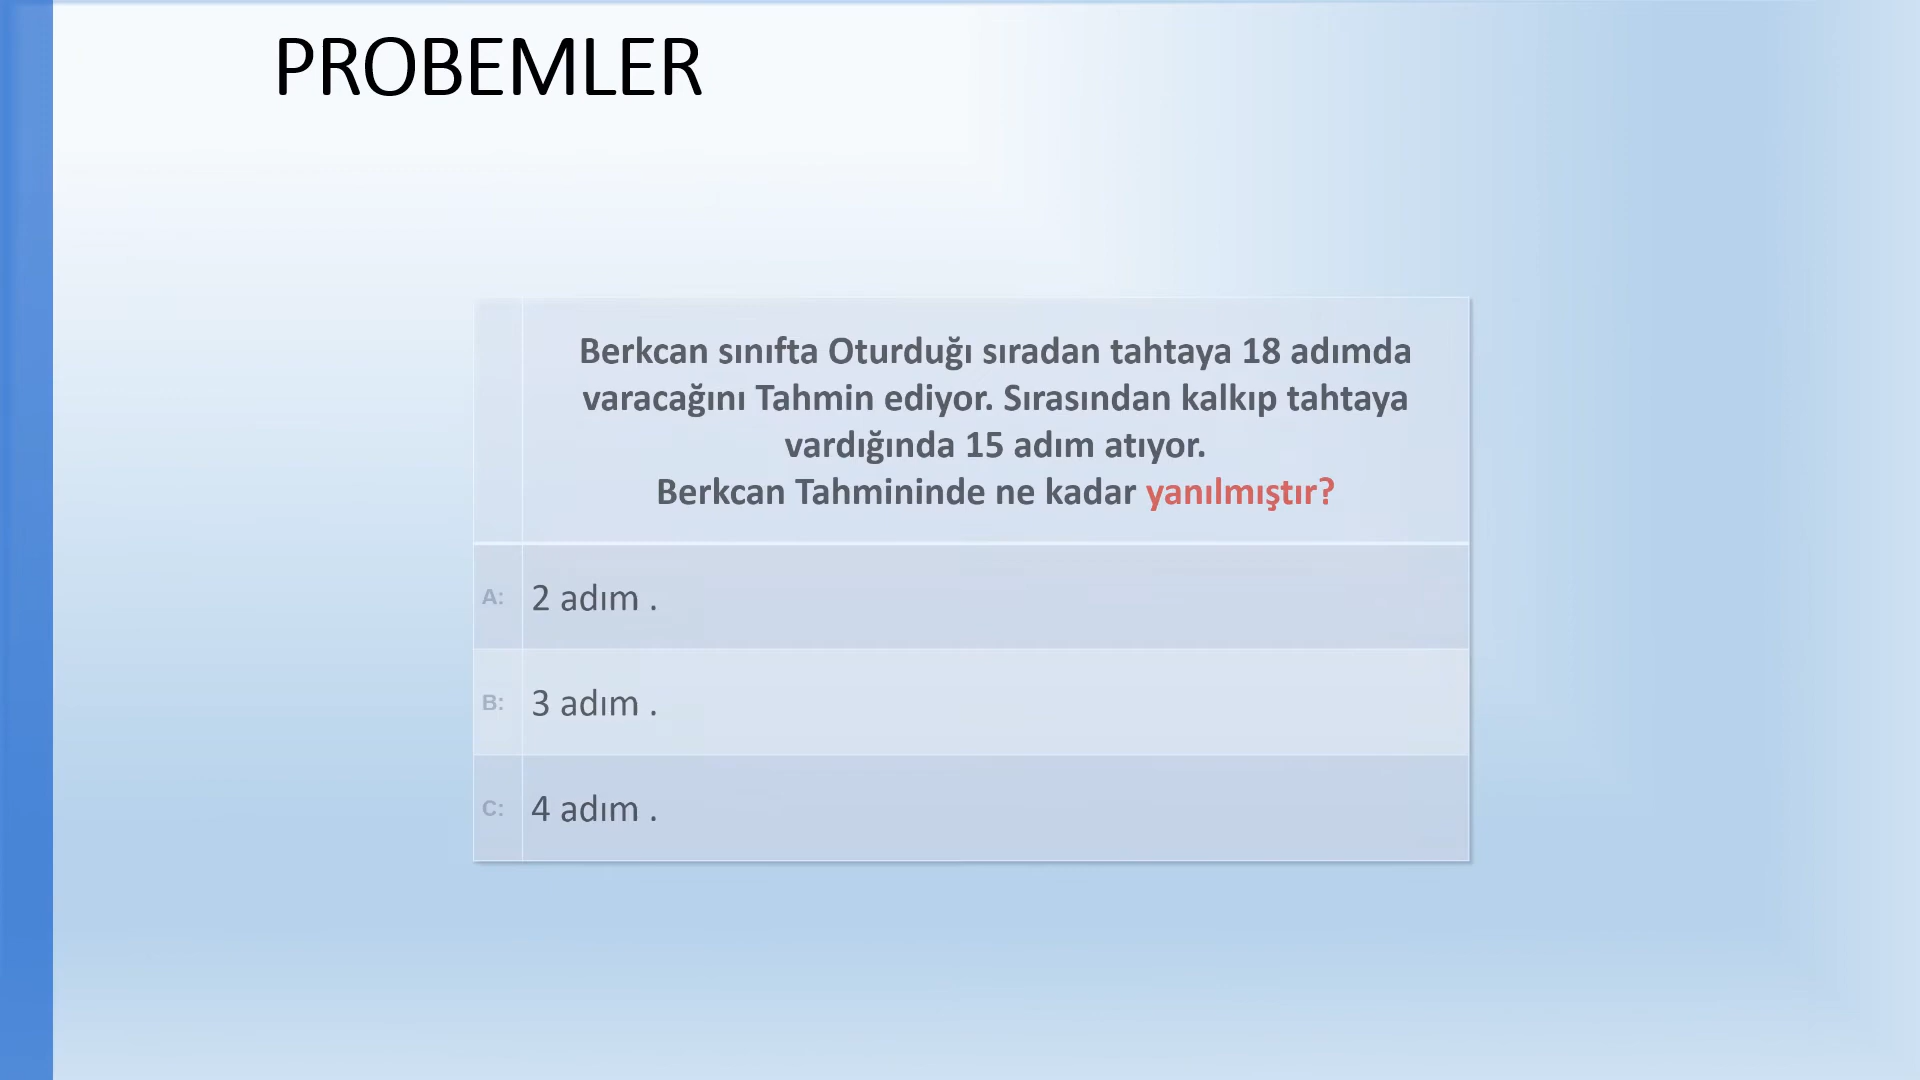 PROBEMLER
Berkcan sınıfta Oturduğı sıradan tahtaya 18 adımda
varacağını Tahmin ediyor. Sırasından kalkıp tahtaya
vardığında 15 adım atıyor.
Berkcan Tahmininde ne kadar yanılmıştır?
A: 2 adım .
B: 3 adım .
C: 4 adım .